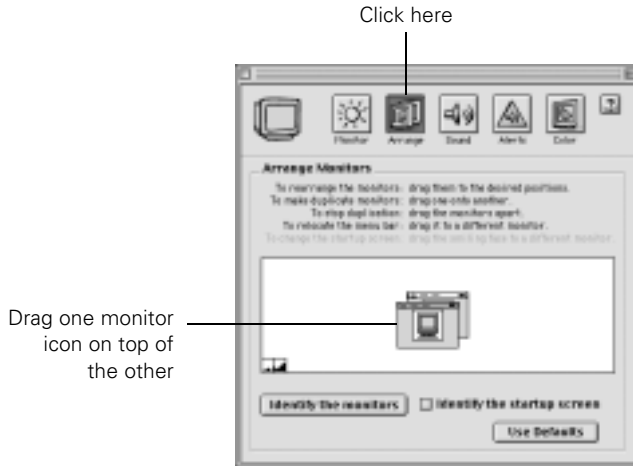 Click here
Monitor Arrange Sound Alerts Color
Arrange Monitors
To rearrange the monitors: drag them to the desired positions.
To make duplicate monitors: drag one onto another.
To stop duplication: drag the monitors apart.
To relocate the menu bar: drag it to a different monitor.
To change the startup screen: drag the smiling face to a different monitor.
Drag one monitor
icon on top of
the other
Identify the monitors Identify the startup screen
Use Defaults